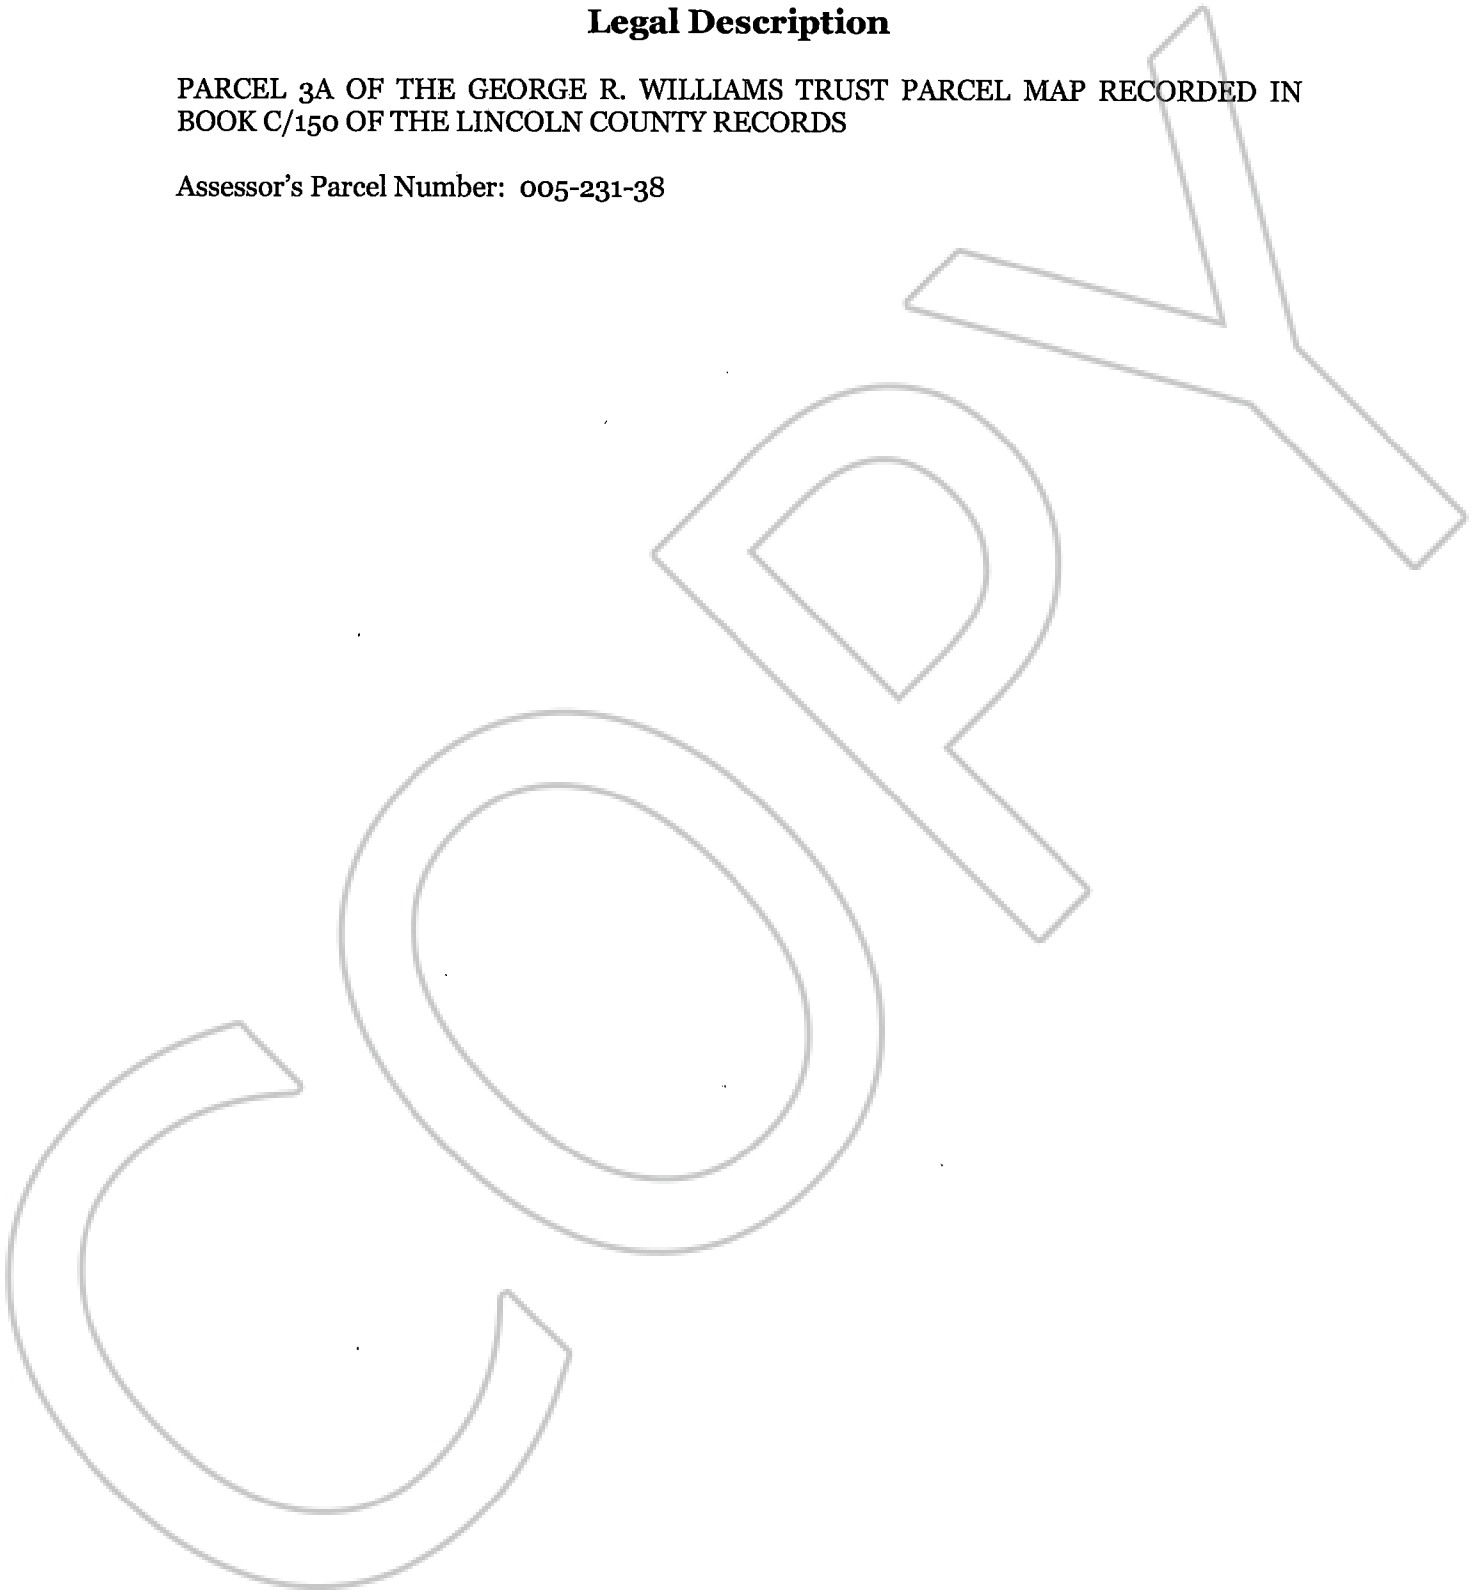 Legal Description
PARCEL 3A OF THE GEORGE R. WILLIAMS TRUST PARCEL MAP RECORDED IN
BOOK C/150 OF THE LINCOLN COUNTY RECORDS
Assessor’s Parcel Number: 005-231-38
COPY